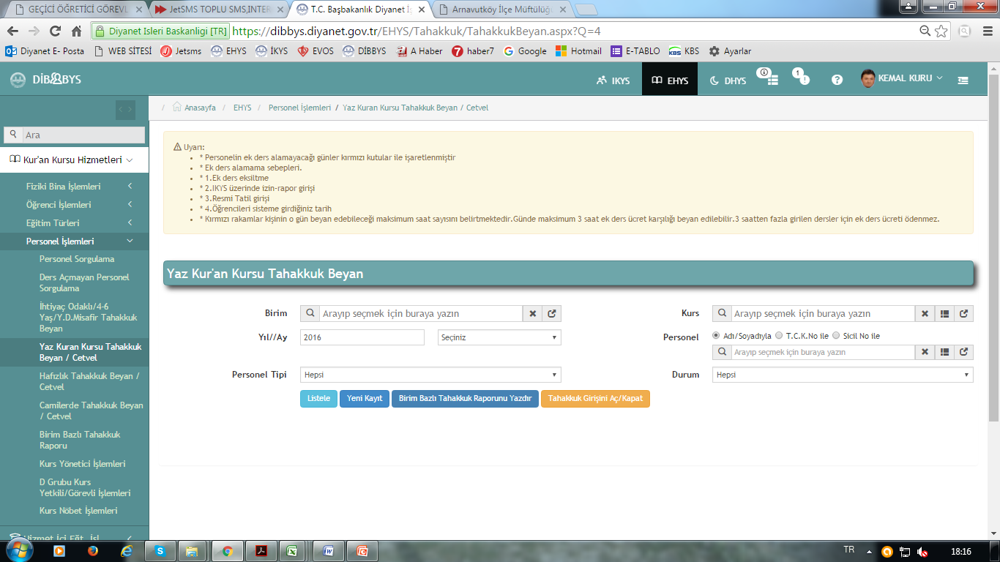 GEÇİCİ ÖĞRETİCİ GÖREVL
JetSMS TOPLU SMS,INTER
T.C. Başbakanlık Diyanet İş
Arnavutköy İlçe Müftülüğü
Diyanet Isleri Baskanligi [TR] https://dibbys.diyanet.gov.tr/EHYS/Tahakkuk/TahakkukBeyan.aspx?Q=4
Diyanet E- Posta WEB SİTESİ Jetsms EHYS İKYS EVOS DİBBYS A Haber haber7 Google Hotmail E-TABLO KBS Ayarlar
DİBBYS
IKYS EHYS DHYS 1 KEMAL KURU
/ Anasayfa / EHYS / Personel İşlemleri / Yaz Kuran Kursu Tahakkuk Beyan / Cetvel
Ara
Kur'an Kursu Hizmetleri
Fiziki Bina İşlemleri
Öğrenci İşlemleri
Eğitim Türleri
Personel İşlemleri
Personel Sorgulama
Ders Açmayan Personel
Sorgulama
İhtiyaç Odaklı/4-6
Yaş/Y.D.Misafir Tahakkuk
Beyan
Yaz Kuran Kursu Tahakkuk
Beyan / Cetvel
Hafızlık Tahakkuk Beyan /
Cetvel
Camilerde Tahakkuk Beyan
/ Cetvel
Birim Bazlı Tahakkuk
Raporu
Kurs Yönetici İşlemleri
D Grubu Kurs
Yetkili/Görevli İşlemleri
Kurs Nöbet İşlemleri
Hizmet İçi Eğt. İşl.
Uyarı:
* Personelin ek ders alamayacağı günler kırmızı kutular ile işaretlenmiştir
* Ek ders alamama sebepleri.
* 1.Ek ders eksiltme
* 2.IKYS üzerinde izin-rapor girişi
* 3.Resmi Tatil girişi
* 4.Öğrencileri sisteme girdiğiniz tarih
* Kırmızı rakamlar kişinin o gün beyan edebileceği maksimum saat sayısını belirtmektedir.Günde maksimum 3 saat ek ders ücret karşılığı beyan edilebilir.3 saatten fazla girilen dersler için ek ders ücreti ödenmez.
Yaz Kur'an Kursu Tahakkuk Beyan
Birim Arayıp seçmek için buraya yazın
Kurs Arayıp seçmek için buraya yazın
Yıl//Ay 2016 Seçiniz
Personel Adı/Soyadıyla T.C.K.No ile Sicil No ile
Arayıp seçmek için buraya yazın
Personel Tipi Hepsi
Durum Hepsi
Listele Yeni Kayıt Birim Bazlı Tahakkuk Raporunu Yazdır Tahakkuk Girişini Aç/Kapat
TR 18:16